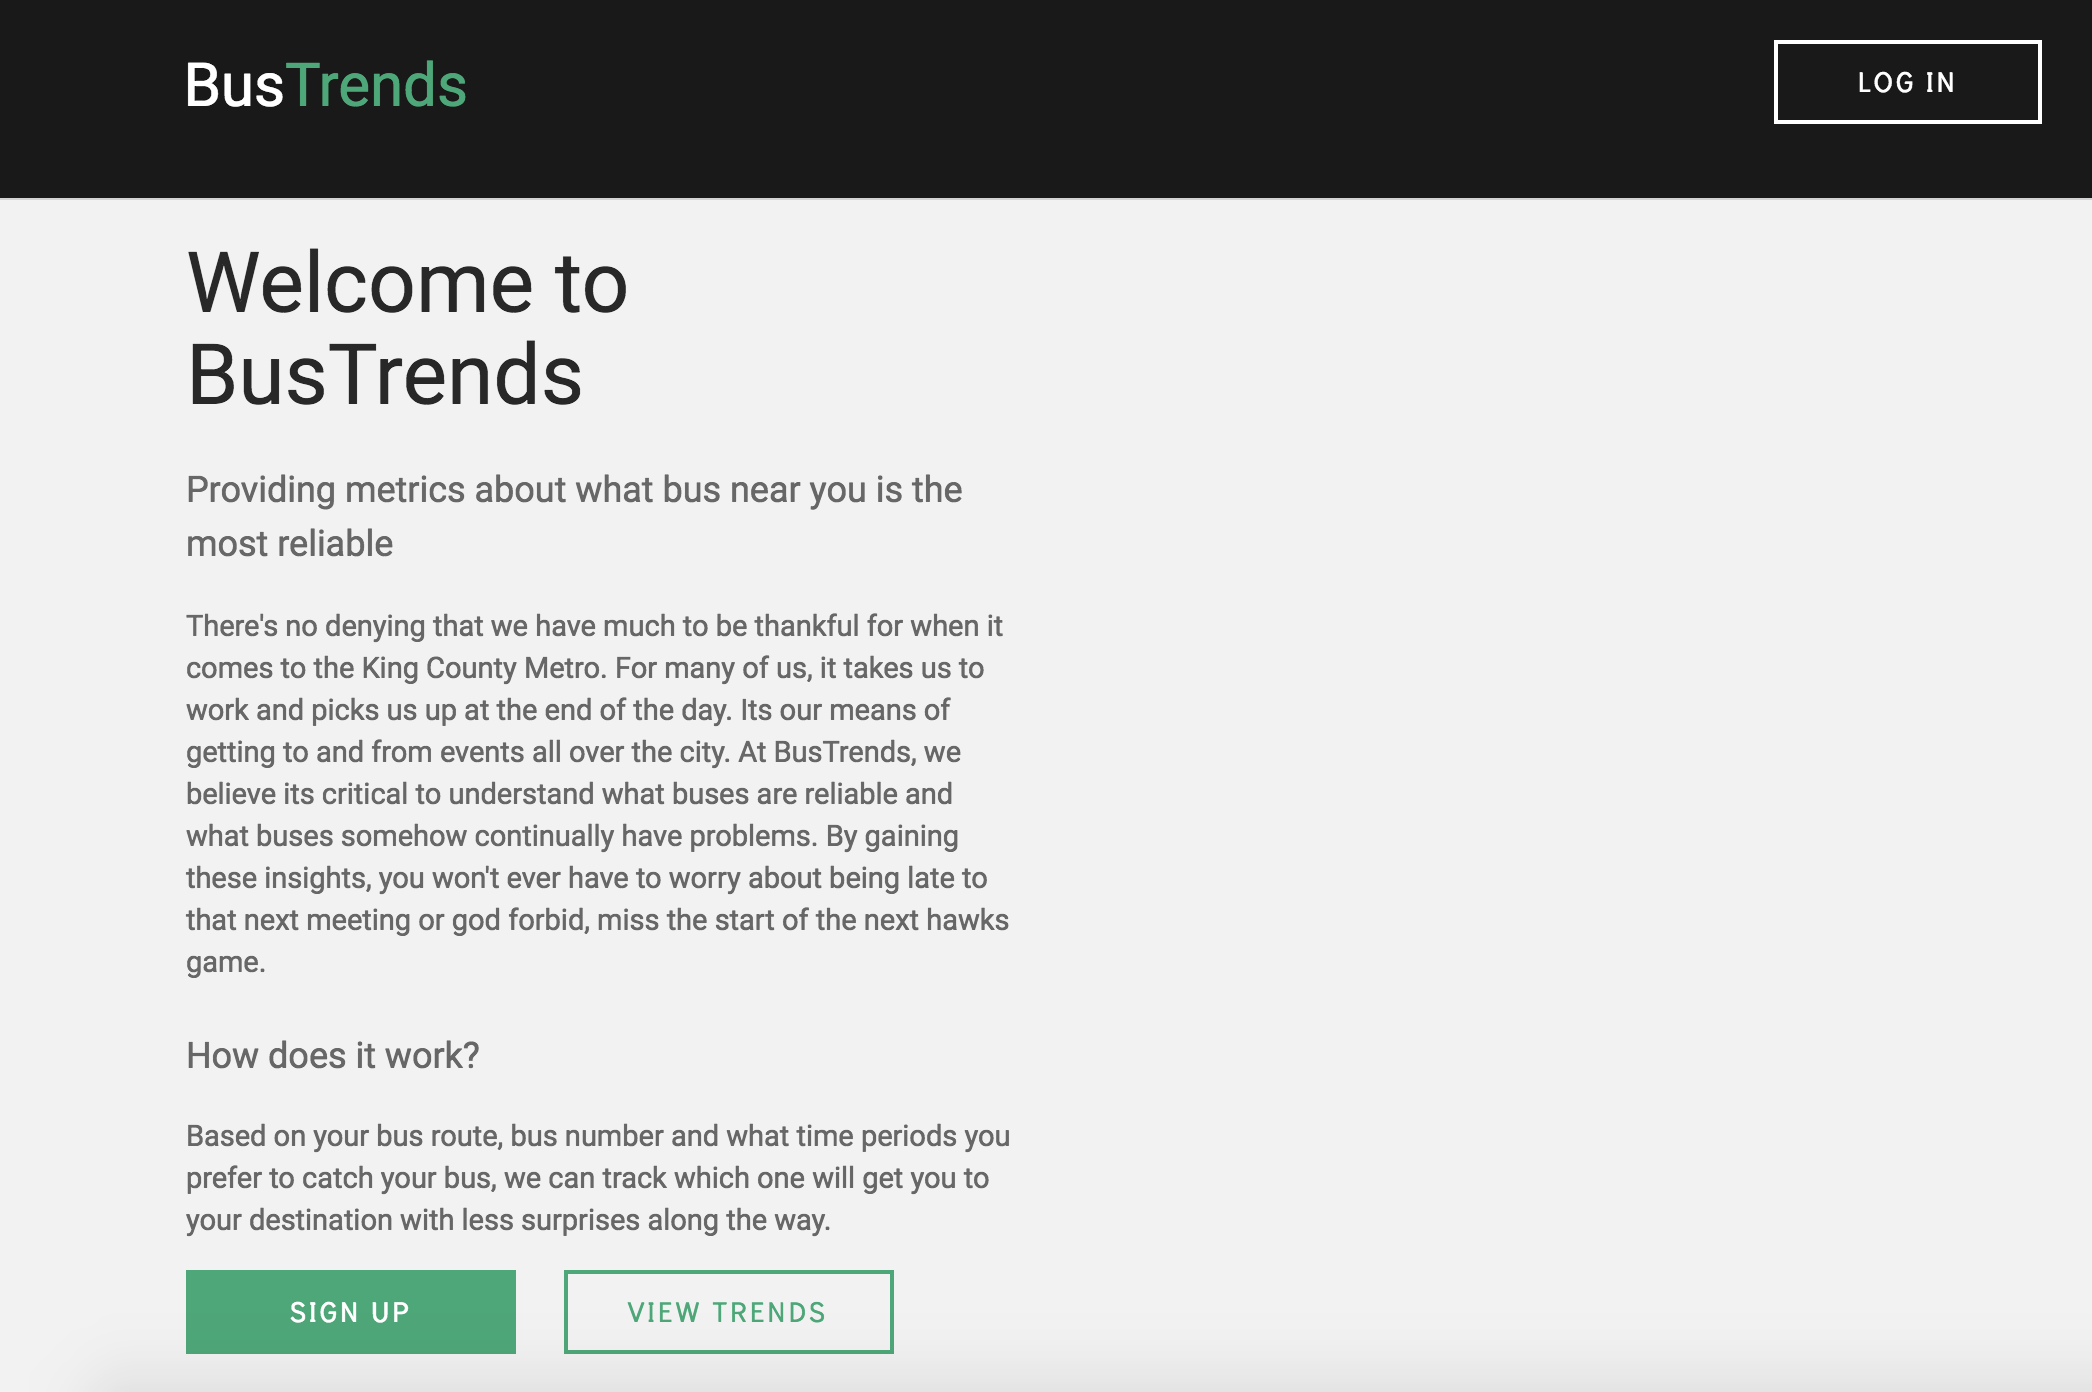 BusTrends
LOG IN
Welcome to
BusTrends
Providing metrics about what bus near you is the
most reliable
There's no denying that we have much to be thankful for when it
comes to the King County Metro. For many of us, it takes us to
work and picks us up at the end of the day. Its our means of
getting to and from events all over the city. At BusTrends, we
believe its critical to understand what buses are reliable and
what buses somehow continually have problems. By gaining
these insights, you won't ever have to worry about being late to
that next meeting or god forbid, miss the start of the next hawks
game.
How does it work?
Based on your bus route, bus number and what time periods you
prefer to catch your bus, we can track which one will get you to
your destination with less surprises along the way.
SIGN UP
VIEW TRENDS